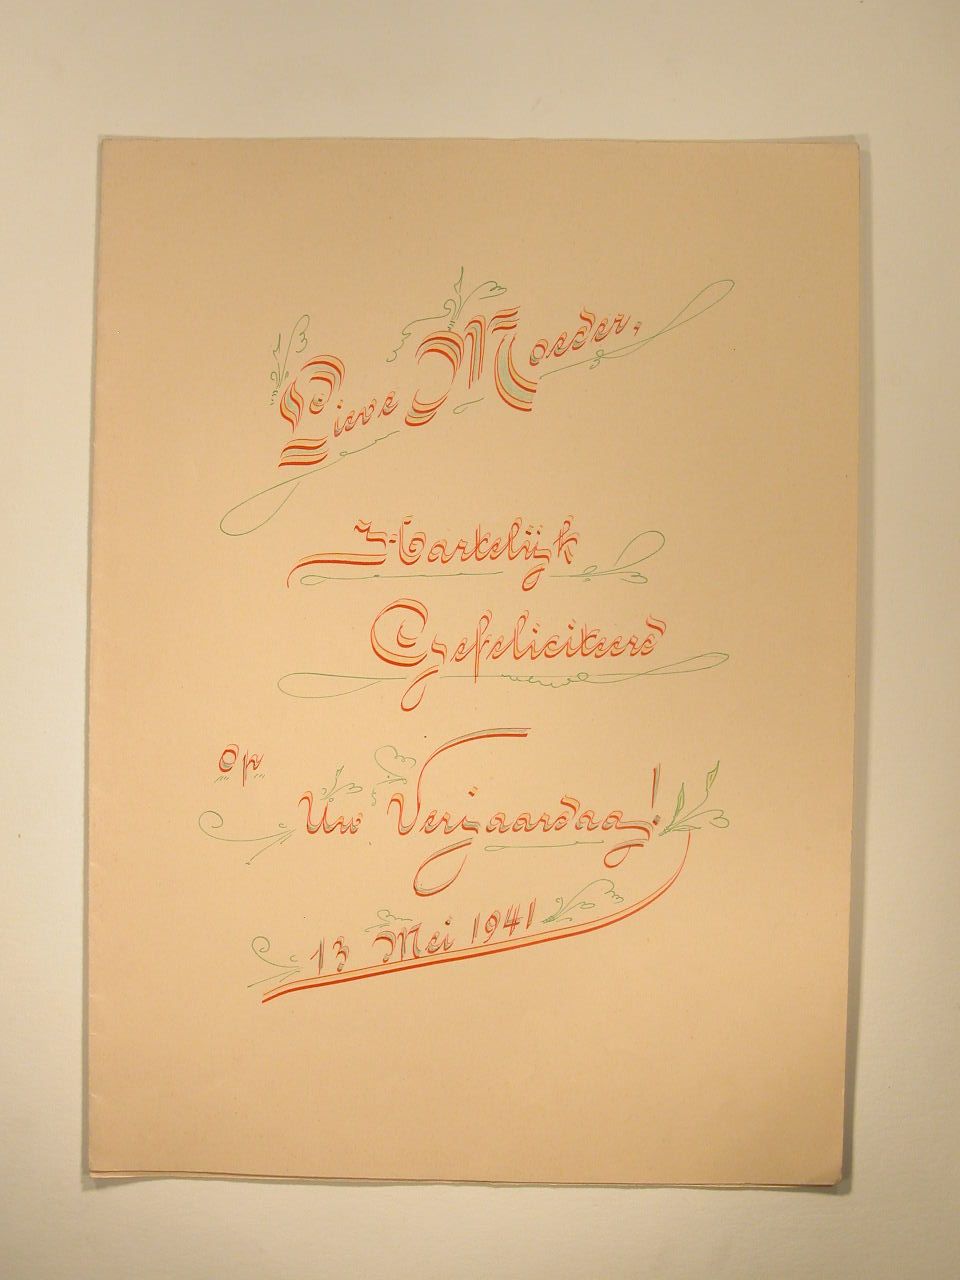 Lieve Moeder,
Hartelijk
Gefeliciteerd
op
Uw Verjaardag!
13 Mei 1941